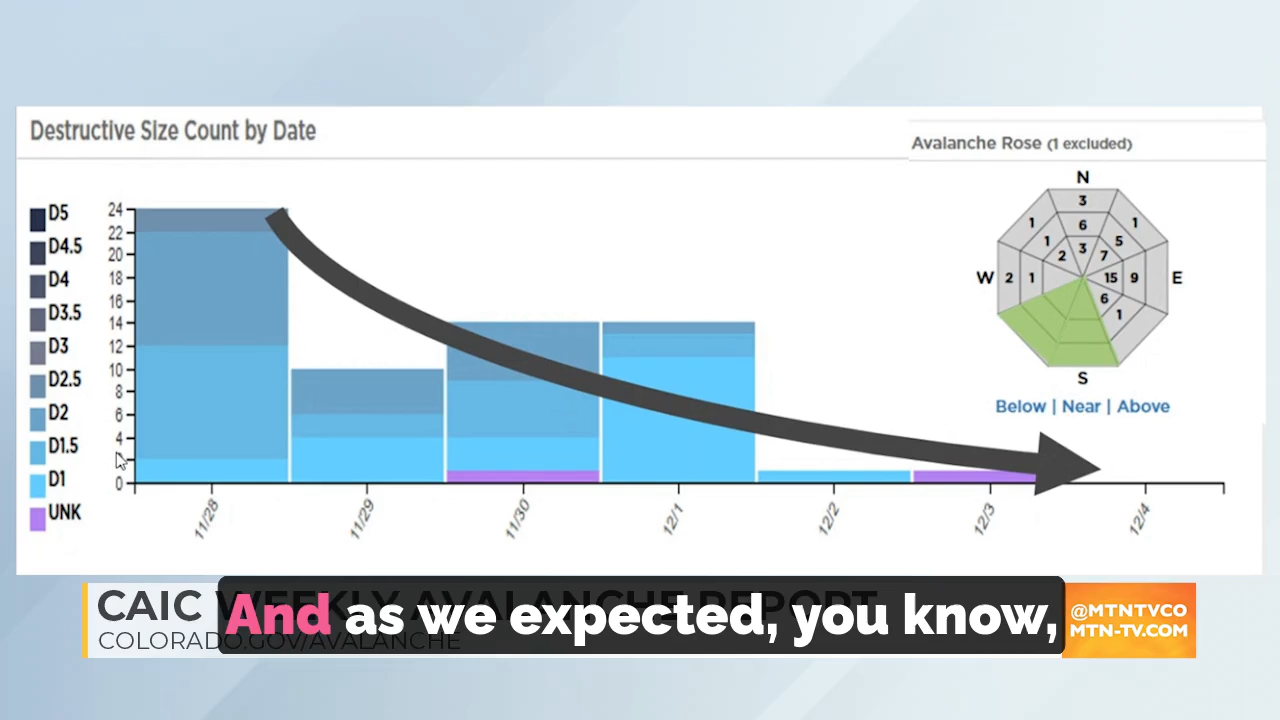 Destructive Size Count by Date
Avalanche Rose (1 excluded)
D5
D4.5
D4
D3.5
D3
D2.5
D2
D1.5
D1
UNK
24
22
20
18
16
14
12
10
8
6
4
0
11/28
11/29
11/30
12/1
12/2
12/3
12/4
N
3
1
1
6
1
5
3
2
7
W
2
1
15
9
E
6
1
S
Below | Near | Above
CAIC WEEKLY AVALANCHE REPORT
COLORADO.GOV/AVALANCHE
And as we expected, you know,
@MTNTVCO
MTN-TV.COM